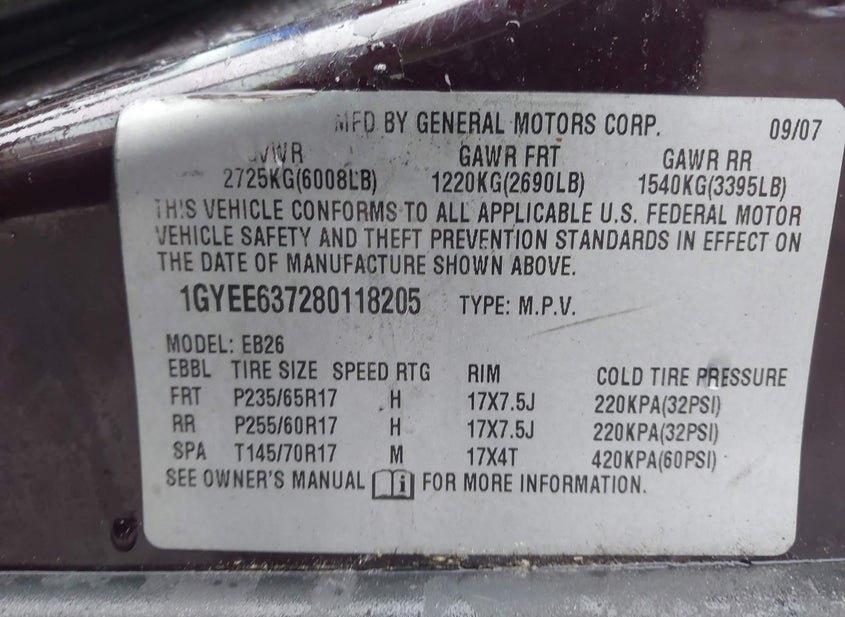 MFD BY GENERAL MOTORS CORP. 09/07
GVWR GAWR FRT GAWR RR
2725KG(6008LB) 1220KG(2690LB) 1540KG(3395LB)
THIS VEHICLE CONFORMS TO ALL APPLICABLE U.S. FEDERAL MOTOR
VEHICLE SAFETY AND THEFT PREVENTION STANDARDS IN EFFECT ON
THE DATE OF MANUFACTURE SHOWN ABOVE.
1GYEE637280118205 TYPE: M.P.V.
MODEL: EB26
EBBL TIRE SIZE SPEED RTG RIM COLD TIRE PRESSURE
FRT P235/65R17 H 17X7.5J 220KPA(32PSI)
RR P255/60R17 H 17X7.5J 220KPA(32PSI)
SPA T145/70R17 M 17X4T 420KPA(60PSI)
SEE OWNER'S MANUAL i FOR MORE INFORMATION.